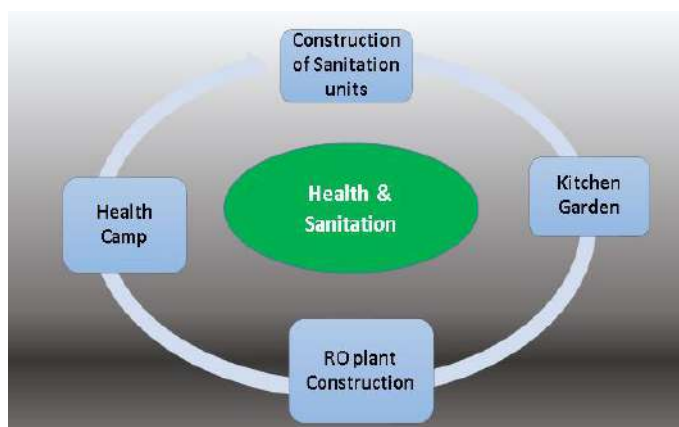 Construction
of Sanitation
units
Health &
Sanitation
Kitchen
Garden
Health
Camp
RO plant
Construction